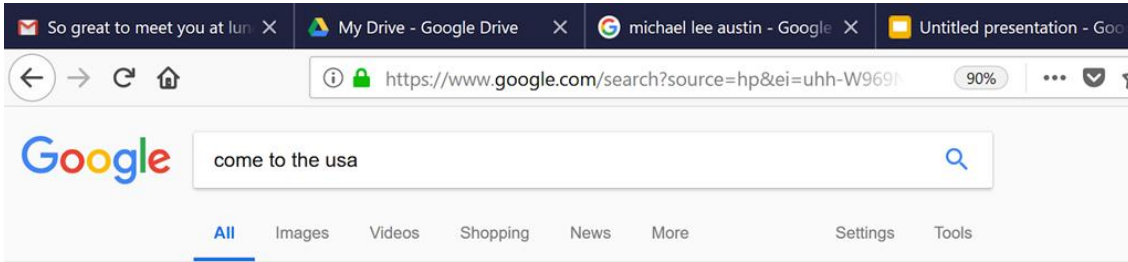 So great to meet you at lun
My Drive - Google Drive
michael lee austin - Google
Untitled presentation - Goo
https://www.google.com/search?source=hp&ei=uhh-W969
90%
Google
come to the usa
All Images Videos Shopping News More Settings Tools